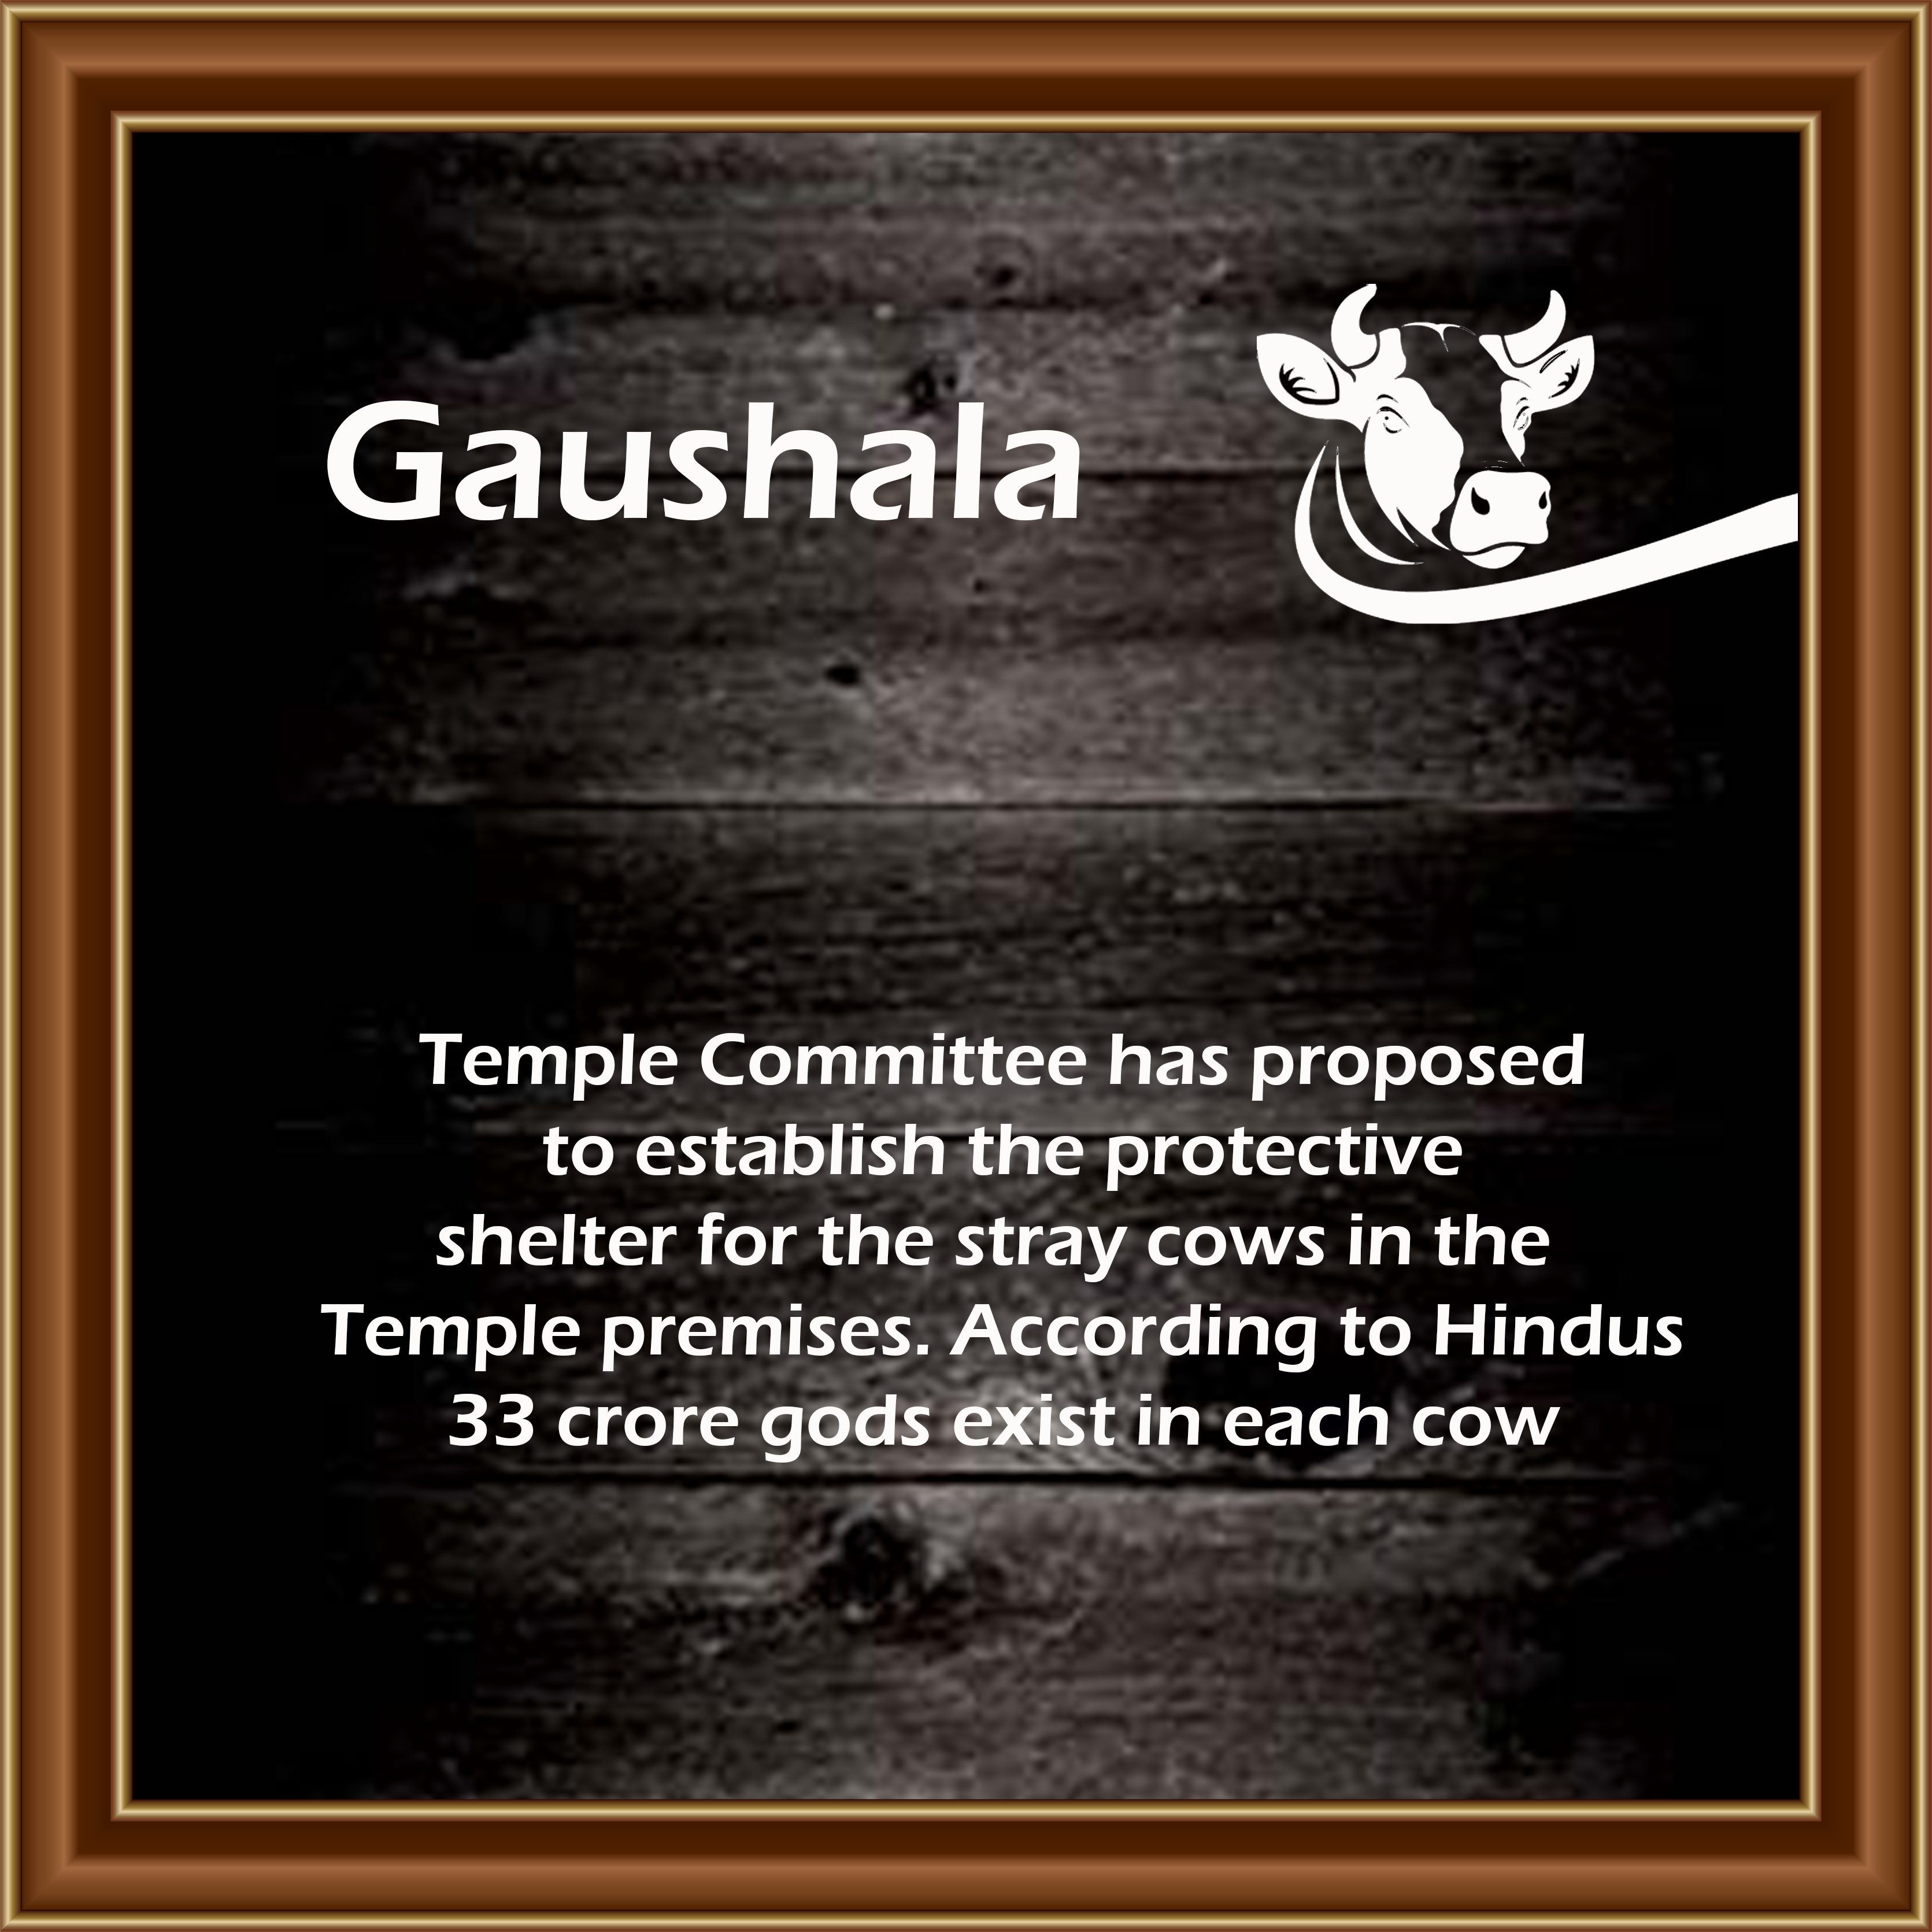 Gaushala
Temple Committee has proposed
to establish the protective
shelter for the stray cows in the
Temple premises. According to Hindus
33 crore gods exist in each cow